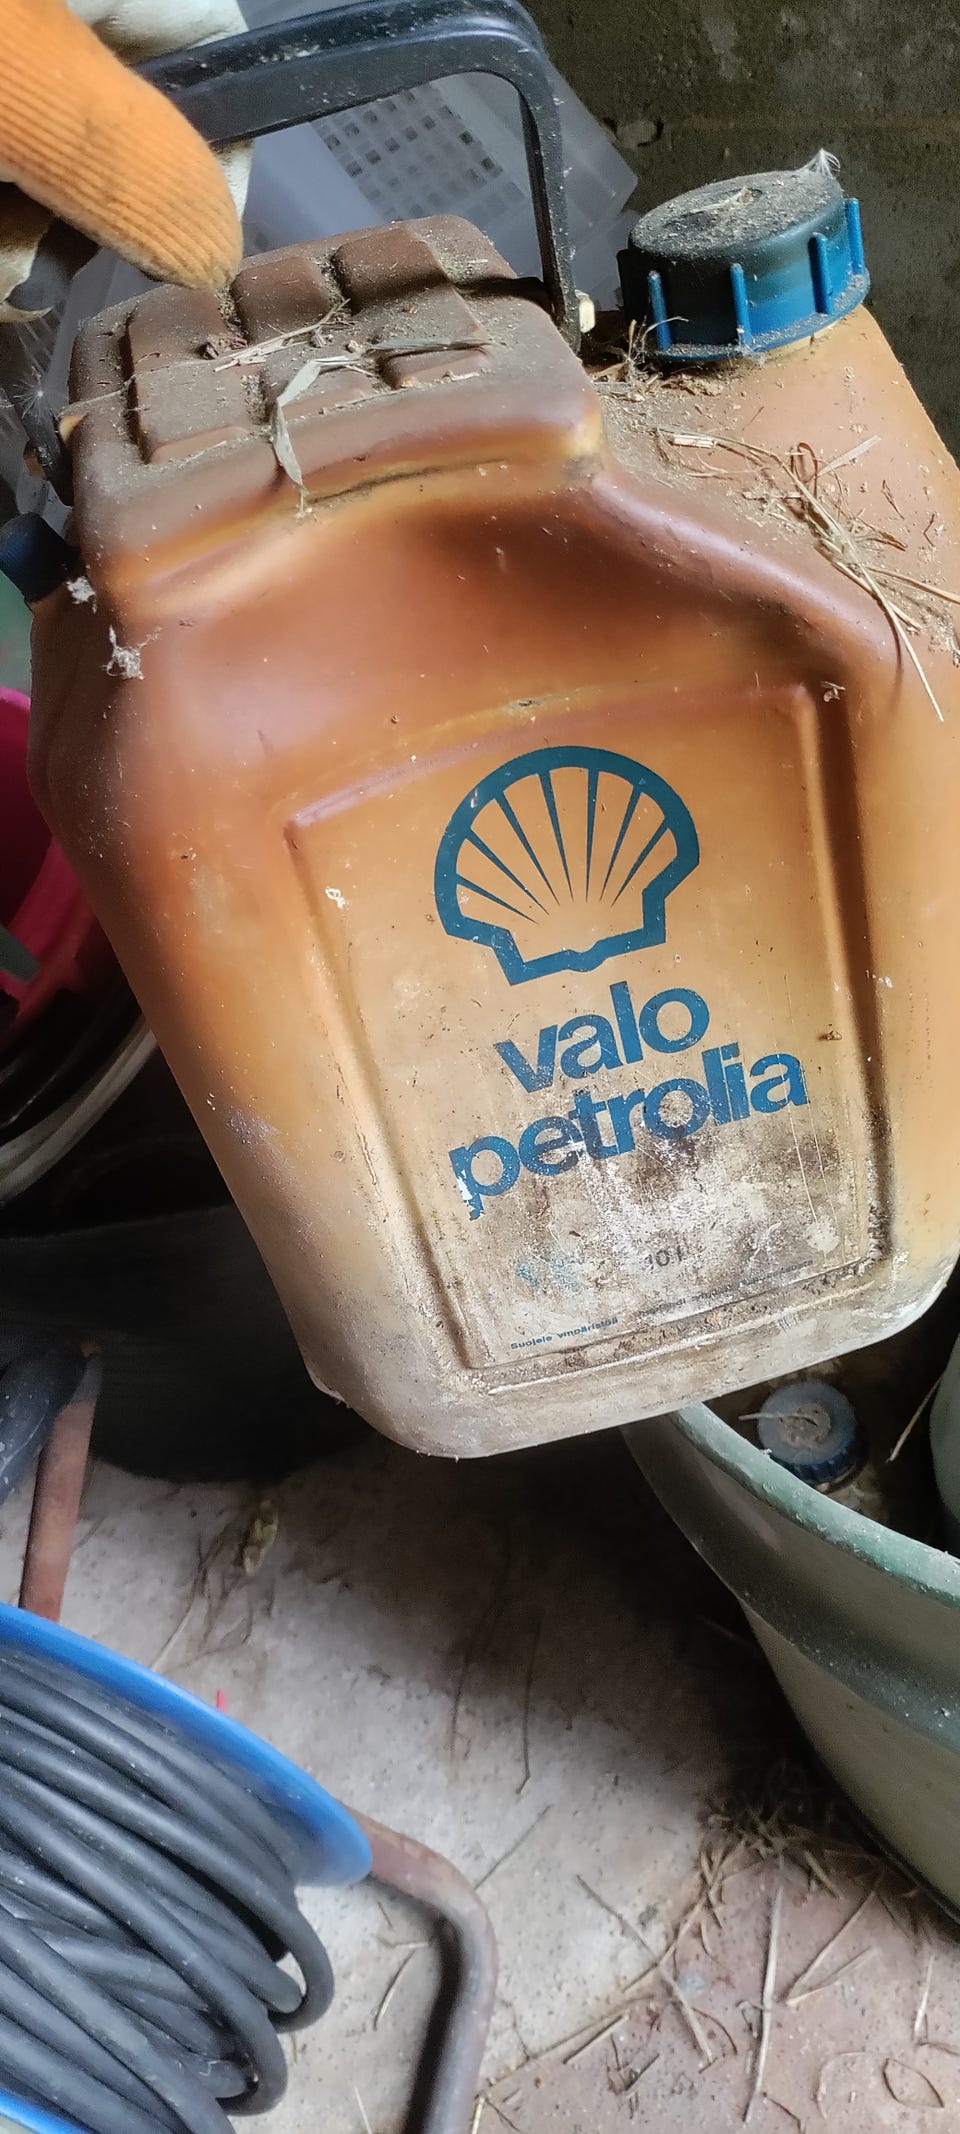 valo
petrolia
10 l
Suojele ympäristöä